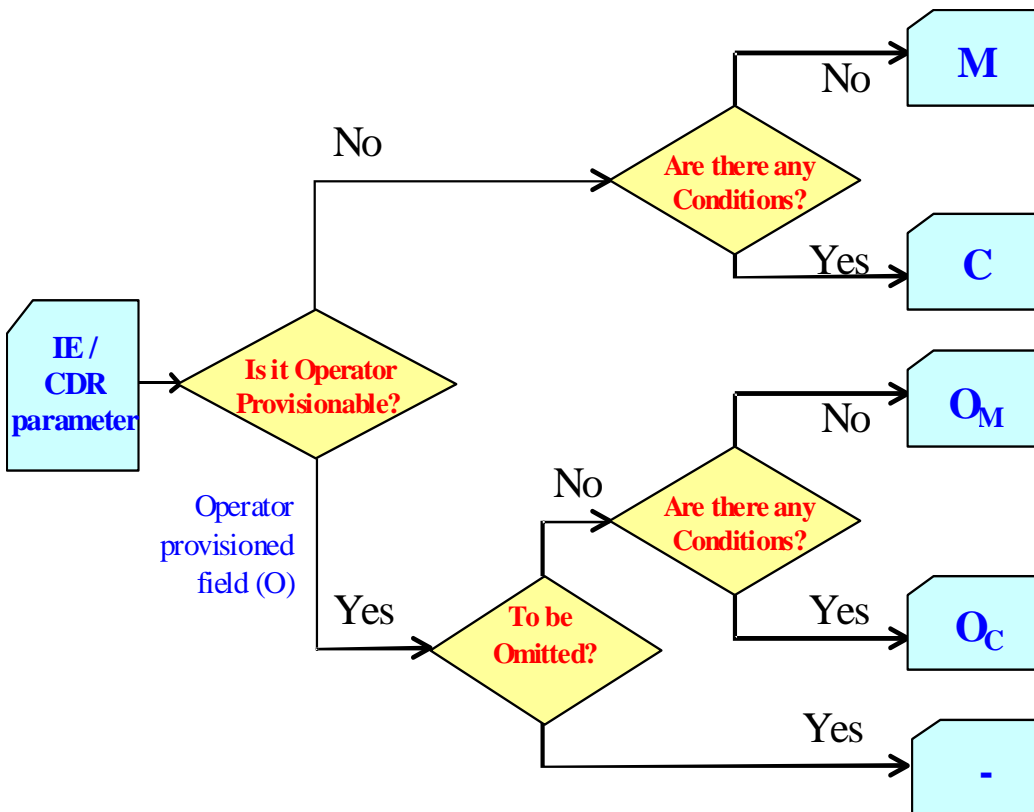 M
No
No
Are there any
Conditions?
Yes
C
IE /
CDR
parameter
Is it Operator
Provisionable?
OM
No
Operator
provisioned
field (O)
No
Are there any
Conditions?
Yes
To be
Omitted?
Yes
OC
Yes
-